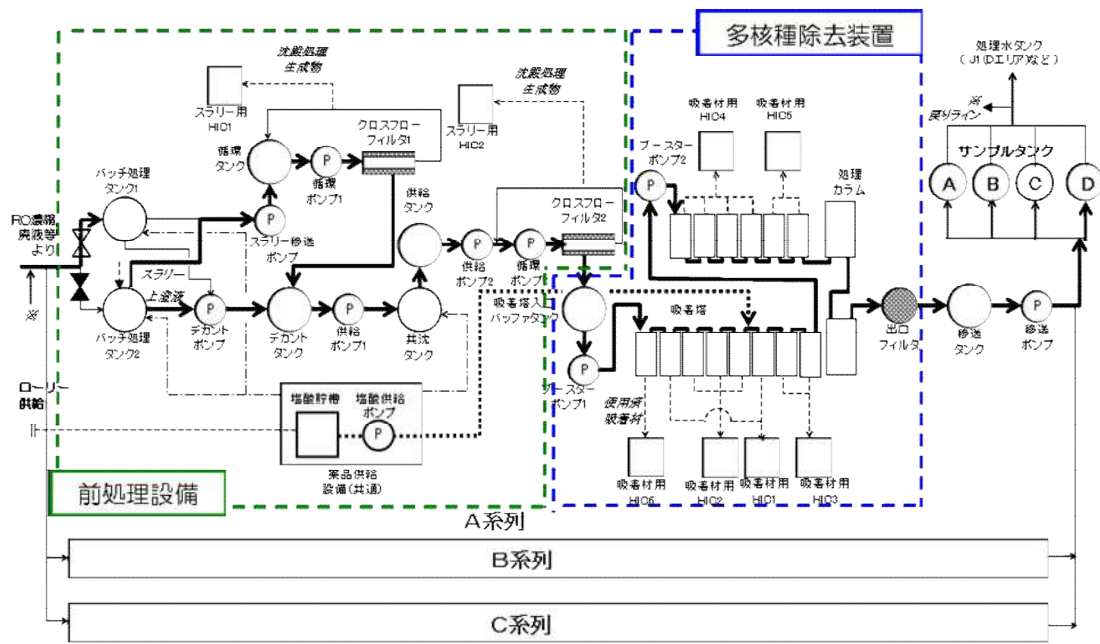 多核種除去装置
沈殿処理
生成物
スラリー用
HIC1
沈殿処理
生成物
スラリー用
HIC2
クロスフロー
フィルタ1
循環
タンク
P
循環
ポンプ1
バッチ処理
タンク1
RO濃縮
廃液等
より
P
スラリー移送
ポンプ
供給
タンク
クロスフロー
フィルタ2
P
供給
ポンプ2
P
スラリー
上澄液
※
バッチ処理
タンク2
P
デカント
ポンプ
デカント
タンク
P
供給
ポンプ1
共沈
タンク
吸着塔入口
バッファタンク
P
ブースター
ポンプ1
ローリー
供給
塩酸貯槽
塩酸供給
ポンプ
P
薬品供給
設備(共通)
前処理設備
吸着材用
HIC4
吸着材用
HIC5
ブースター
ポンプ2
P
処理
カラム
吸着塔
使用済
吸着材
吸着材用
HIC6
吸着材用
HIC2
吸着材用
HIC1
吸着材用
HIC3
出口
フィルタ
移送
タンク
P
移送
ポンプ
処理水タンク
(J1(D)エリア)など)
※
戻りライン
サンプルタンク
A
B
C
D
A系列
B系列
C系列